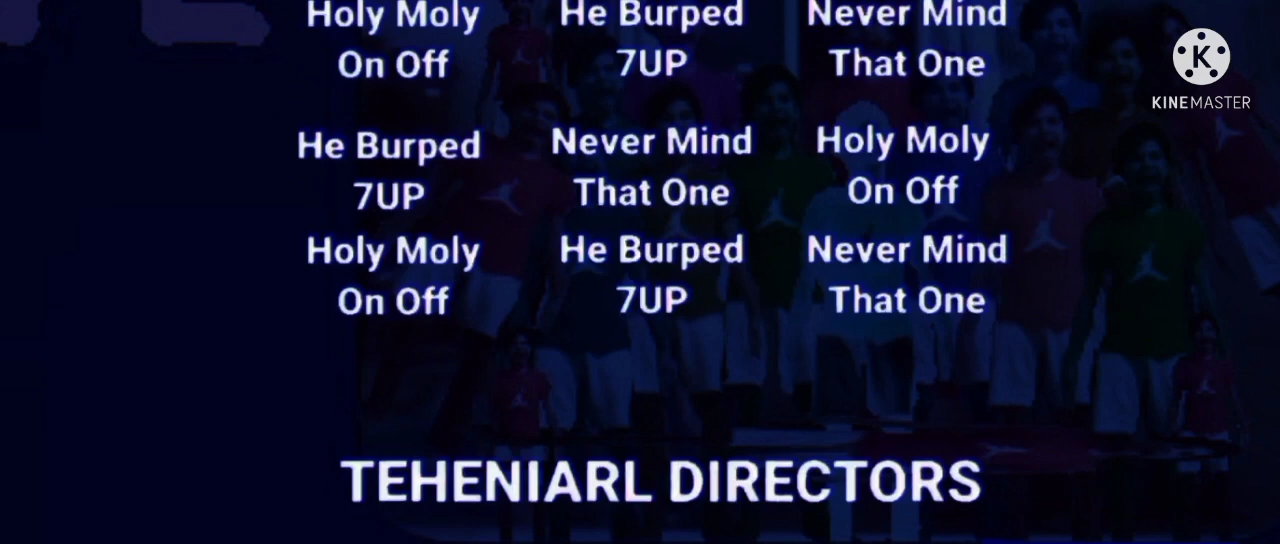 Holy Moly He Burped Never Mind
On Off 7UP That One
KINEMASTER
He Burped Never Mind Holy Moly
7UP That One On Off
Holy Moly He Burped Never Mind
On Off 7UP That One
TEHENIARL DIRECTORS